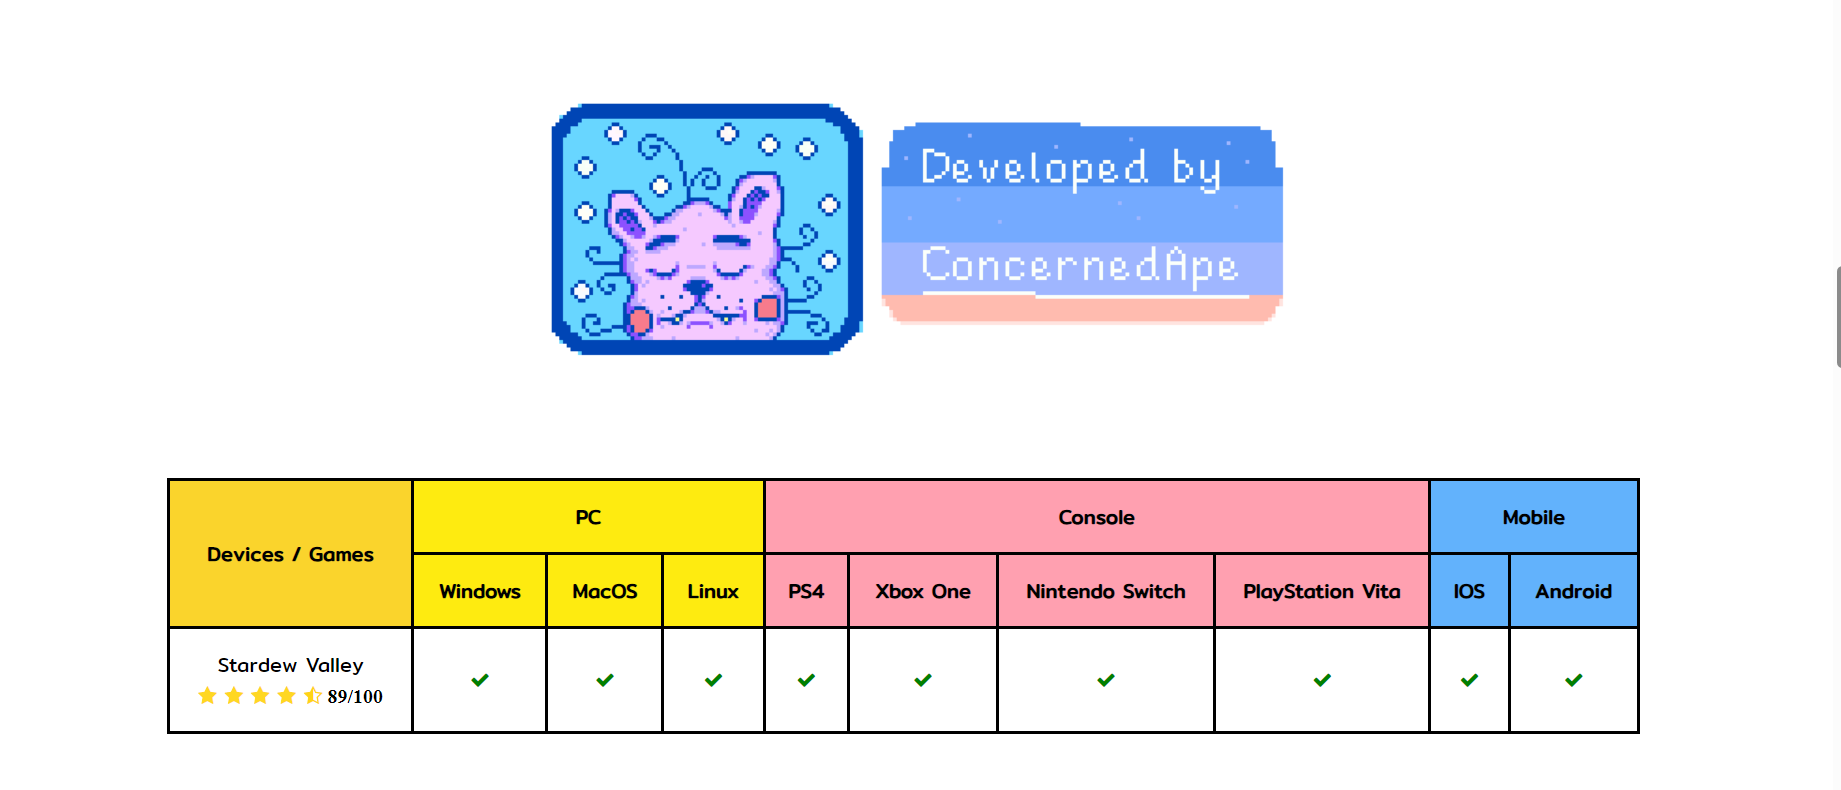 Developed by
ConcernedApe
Devices / Games
PC
Console
Mobile
Windows
MacOS
Linux
PS4
Xbox One
Nintendo Switch
PlayStation Vita
IOS
Android
Stardew Valley
89/100